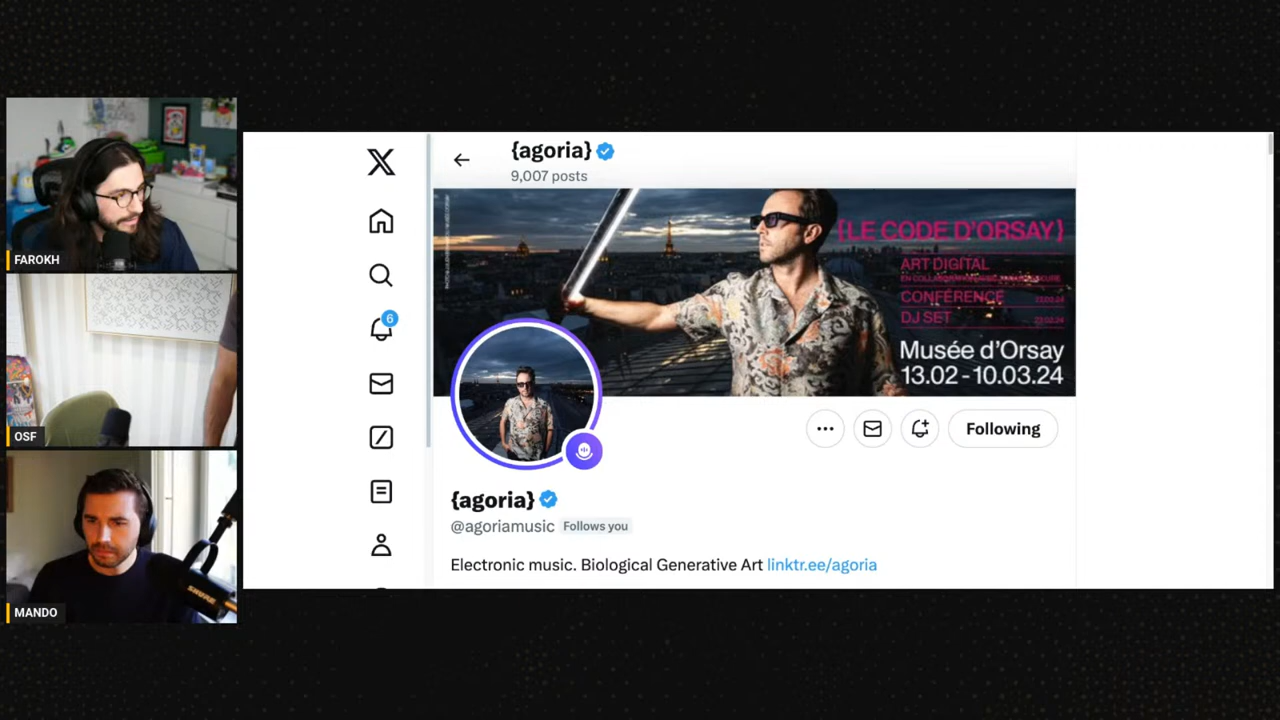 FAROKH
OSF
MANDO
SHURE
6
{agoria}
9,007 posts
{LE CODE D'ORSAY}
ART DIGITAL
CONFÉRENCE
DJ SET
Musée d'Orsay
13.02 - 10.03.24
Following
{agoria}
@agoriamusic Follows you
Electronic music. Biological Generative Art linktr.ee/agoria